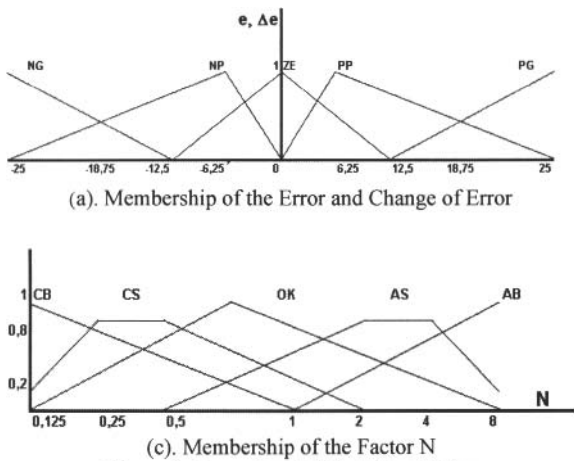 e, Δe
NG NP 1 ZE PP PG
-25 -18,75 -12,5 -6,25 0 6,25 12,5 18,75 25
(a). Membership of the Error and Change of Error
1 CB CS OK AS AB
0,8
0,2
N
0,125 0,25 0,5 1 2 4 8
(c). Membership of the Factor N